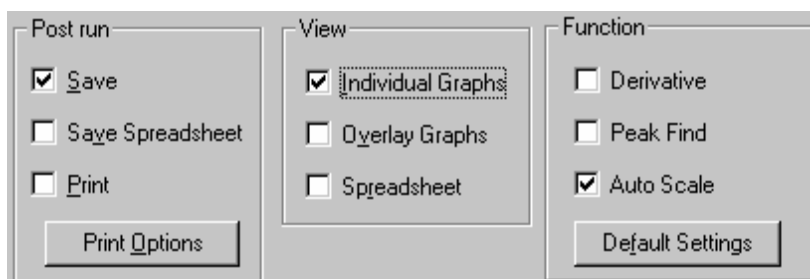 Post run
Save
Save Spreadsheet
Print
Print Options
View
Individual Graphs
Overlay Graphs
Spreadsheet
Function
Derivative
Peak Find
Auto Scale
Default Settings